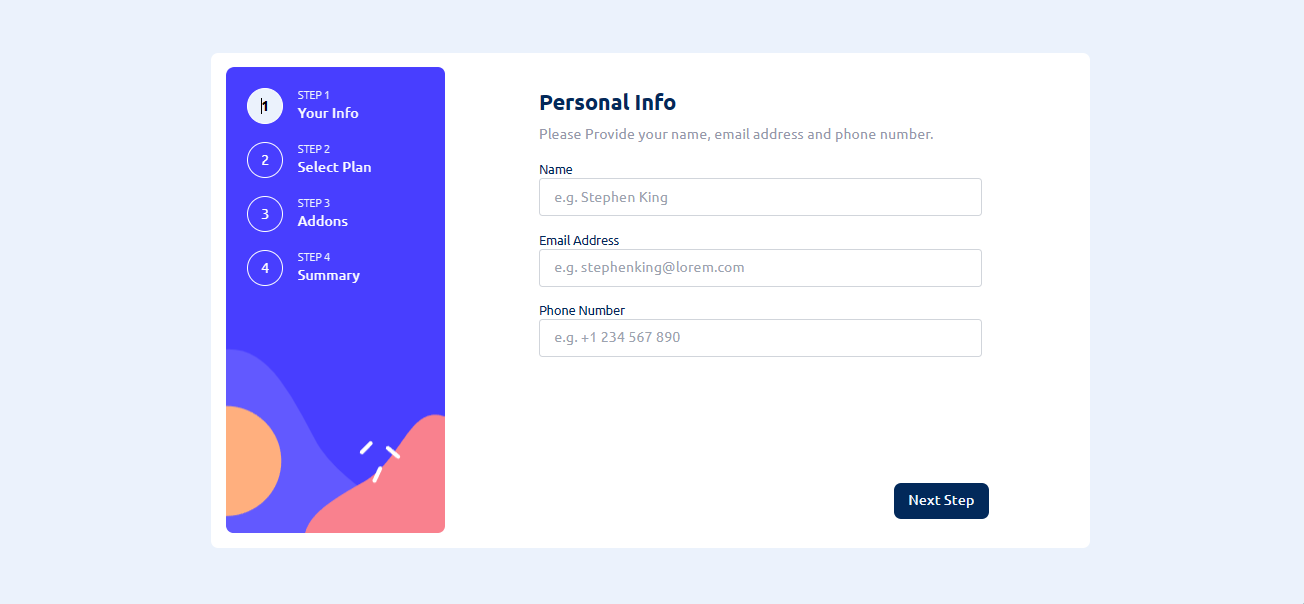 1
STEP 1
Your Info
2
STEP 2
Select Plan
3
STEP 3
Addons
4
STEP 4
Summary
Personal Info
Please Provide your name, email address and phone number.
Name
e.g. Stephen King
Email Address
e.g. stephenking@lorem.com
Phone Number
e.g. +1 234 567 890
Next Step